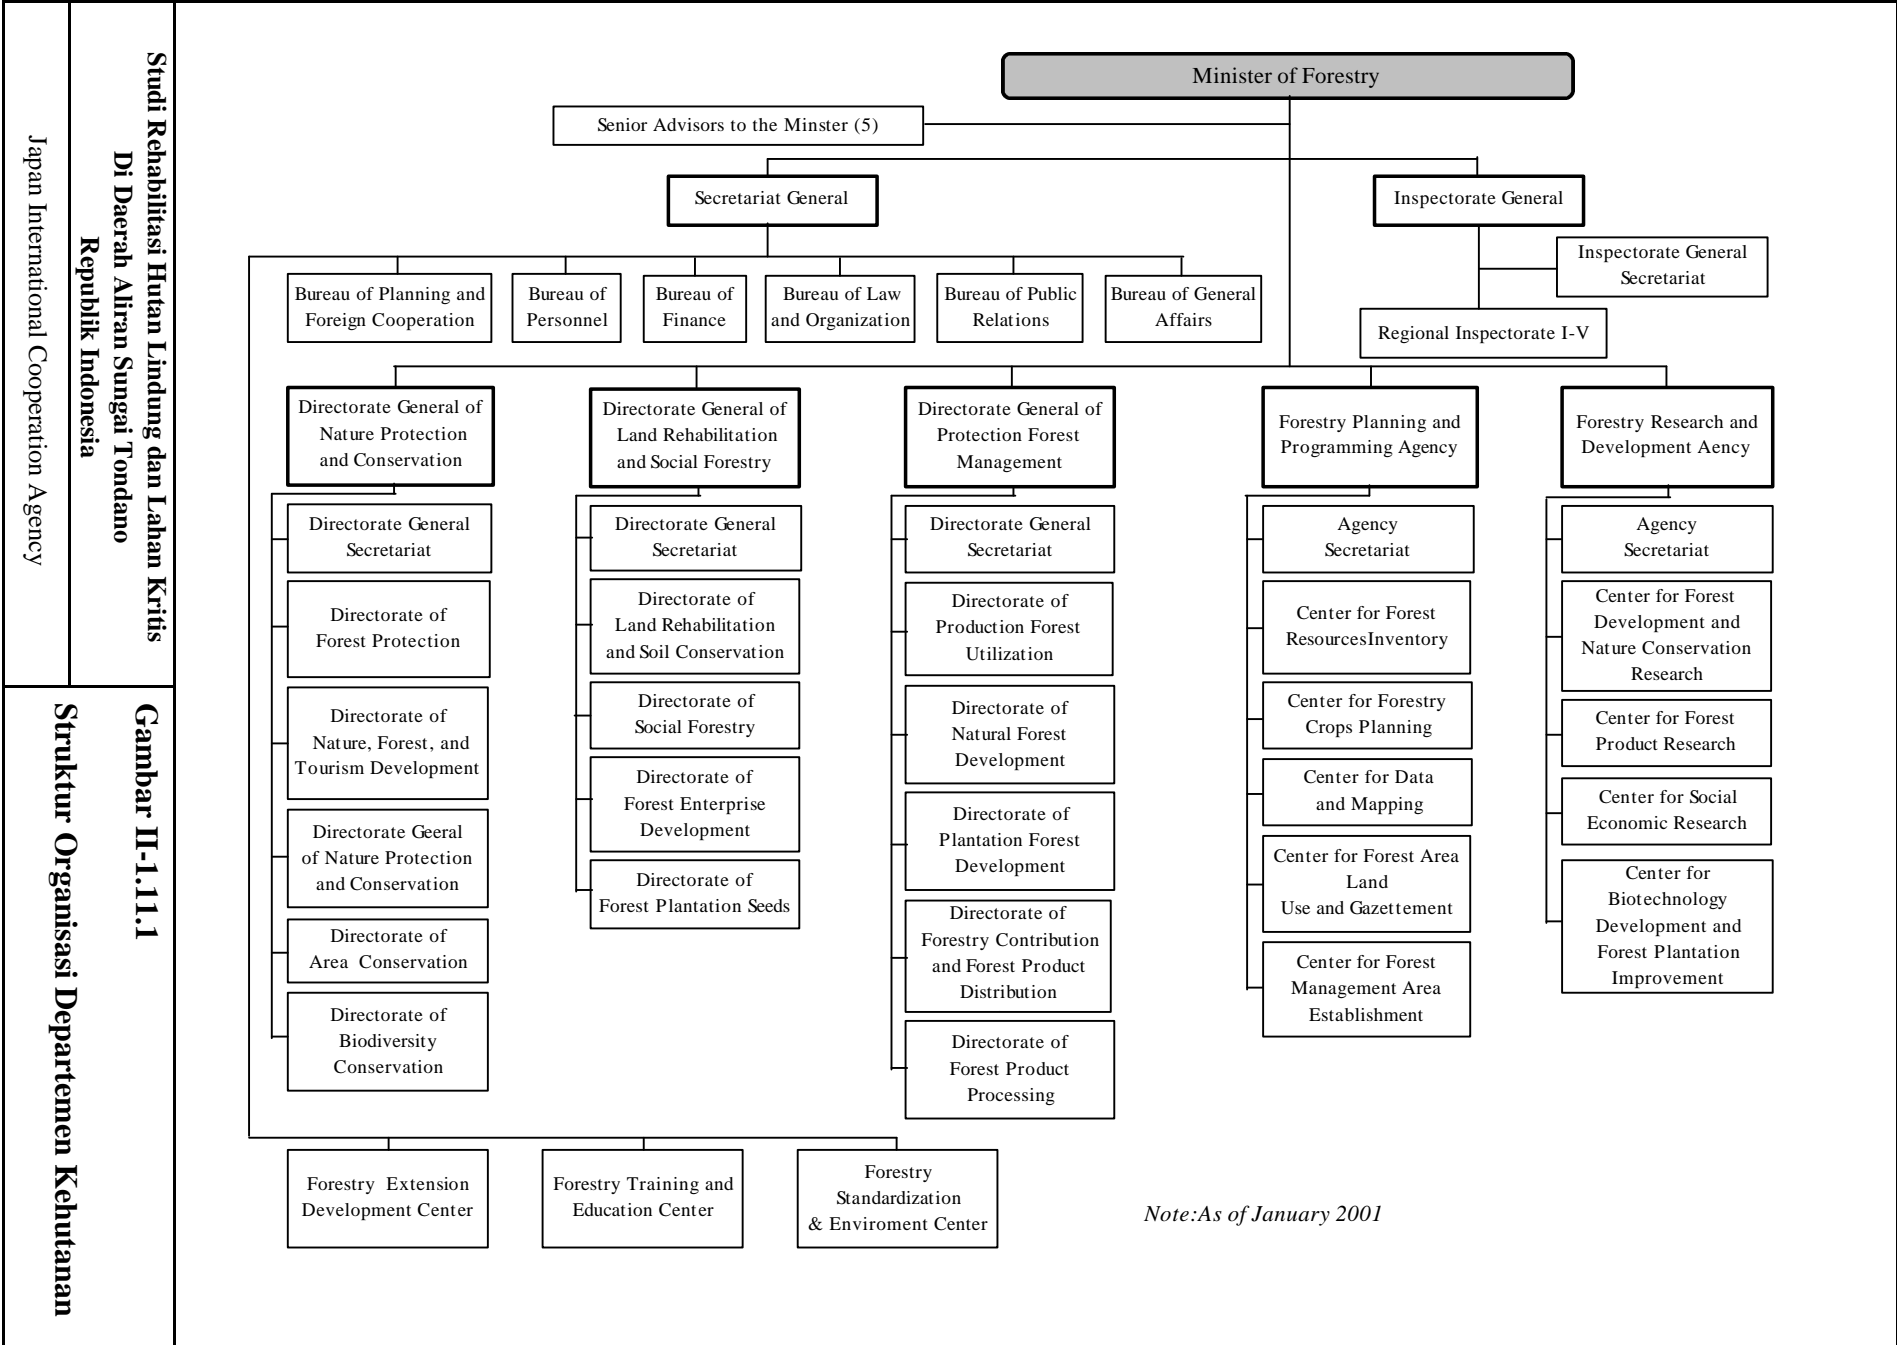 Studi Rehabilitasi Hutan Lindung dan Lahan Kritis
Di Daerah Aliran Sungai Tondano
Republik Indonesia
Japan International Cooperation Agency
Gambar II-1.11.1
Struktur Organisasi Departemen Kehutanan
Minister of Forestry
Senior Advisors to the Minster (5)
Secretariat General
Inspectorate General
Inspectorate General
Secretariat
Regional Inspectorate I-V
Bureau of Planning and
Foreign Cooperation
Bureau of
Personnel
Bureau of
Finance
Bureau of Law
and Organization
Bureau of Public
Relations
Bureau of General
Affairs
Directorate General of
Nature Protection
and Conservation
Directorate General
Secretariat
Directorate of
Forest Protection
Directorate of
Nature, Forest, and
Tourism Development
Directorate Geeral
of Nature Protection
and Conservation
Directorate of
Area Conservation
Directorate of
Biodiversity
Conservation
Directorate General of
Land Rehabilitation
and Social Forestry
Directorate General
Secretariat
Directorate of
Land Rehabilitation
and Soil Conservation
Directorate of
Social Forestry
Directorate of
Forest Enterprise
Development
Directorate of
Forest Plantation Seeds
Directorate General of
Protection Forest
Management
Directorate General
Secretariat
Directorate of
Production Forest
Utilization
Directorate of
Natural Forest
Development
Directorate of
Plantation Forest
Development
Directorate of
Forestry Contribution
and Forest Product
Distribution
Directorate of
Forest Product
Processing
Forestry Planning and
Programming Agency
Agency
Secretariat
Center for Forest
ResourcesInventory
Center for Forestry
Crops Planning
Center for Data
and Mapping
Center for Forest Area
Land
Use and Gazettement
Center for Forest
Management Area
Establishment
Forestry Research and
Development Aency
Agency
Secretariat
Center for Forest
Development and
Nature Conservation
Research
Center for Forest
Product Research
Center for Social
Economic Research
Center for
Biotechnology
Development and
Forest Plantation
Improvement
Forestry Extension
Development Center
Forestry Training and
Education Center
Forestry
Standardization
& Enviroment Center
Note:As of January 2001